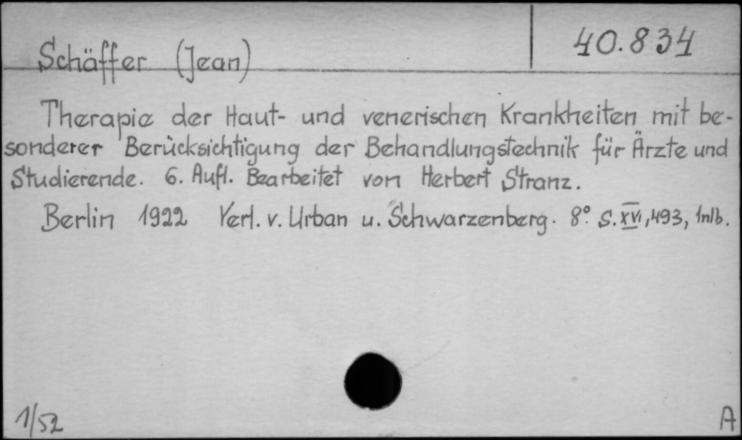 Schäffer (Jean) 40.834
Therapie der Haut- und venerischen Krankheiten mit be-
sonderer Berücksichtigung der Behandlungstechnik für Ärzte und
Studierende. 6. Aufl. Bearbeitet von Herbert Stranz.
Berlin 1922 Verl. v. Urban u. Schwarzenberg. 8° S. XVI, 493, Inlb.
1/52 A